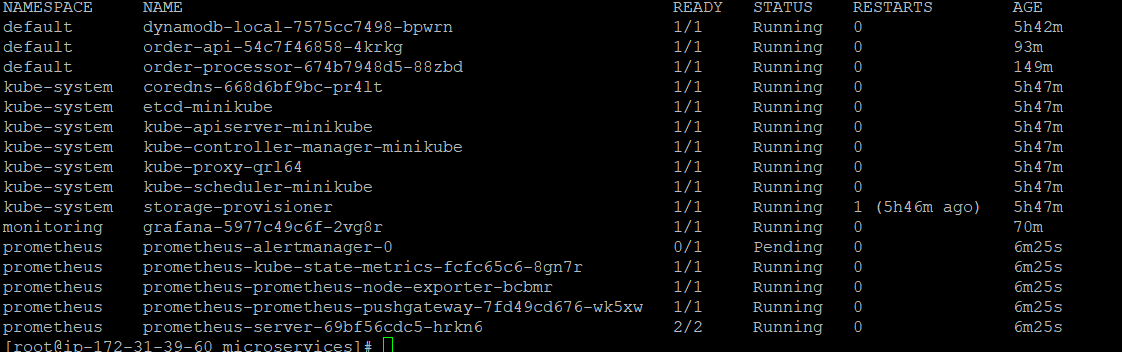 NAMESPACE NAME READY STATUS RESTARTS AGE
default dynamodb-local-7575cc7498-bpwrn 1/1 Running 0 5h42m
default order-api-54c7f46858-4krkg 1/1 Running 0 93m
default order-processor-674b7948d5-88zbd 1/1 Running 0 149m
kube-system coredns-668d6bf9bc-pr4lt 1/1 Running 0 5h47m
kube-system etcd-minikube 1/1 Running 0 5h47m
kube-system kube-apiserver-minikube 1/1 Running 0 5h47m
kube-system kube-controller-manager-minikube 1/1 Running 0 5h47m
kube-system kube-proxy-qrl64 1/1 Running 0 5h47m
kube-system kube-scheduler-minikube 1/1 Running 0 5h47m
kube-system storage-provisioner 1/1 Running 1 (5h46m ago) 5h47m
monitoring grafana-5977c49c6f-2vg8r 1/1 Running 0 70m
prometheus prometheus-alertmanager-0 0/1 Pending 0 6m25s
prometheus prometheus-kube-state-metrics-fcfc65c6-8gn7r 1/1 Running 0 6m25s
prometheus prometheus-prometheus-node-exporter-bcbmr 1/1 Running 0 6m25s
prometheus prometheus-prometheus-pushgateway-7fd49cd676-wk5xw 1/1 Running 0 6m25s
prometheus prometheus-server-69bf56cdc5-hrkn6 2/2 Running 0 6m25s
[root@ip-172-31-39-60 microservices]#